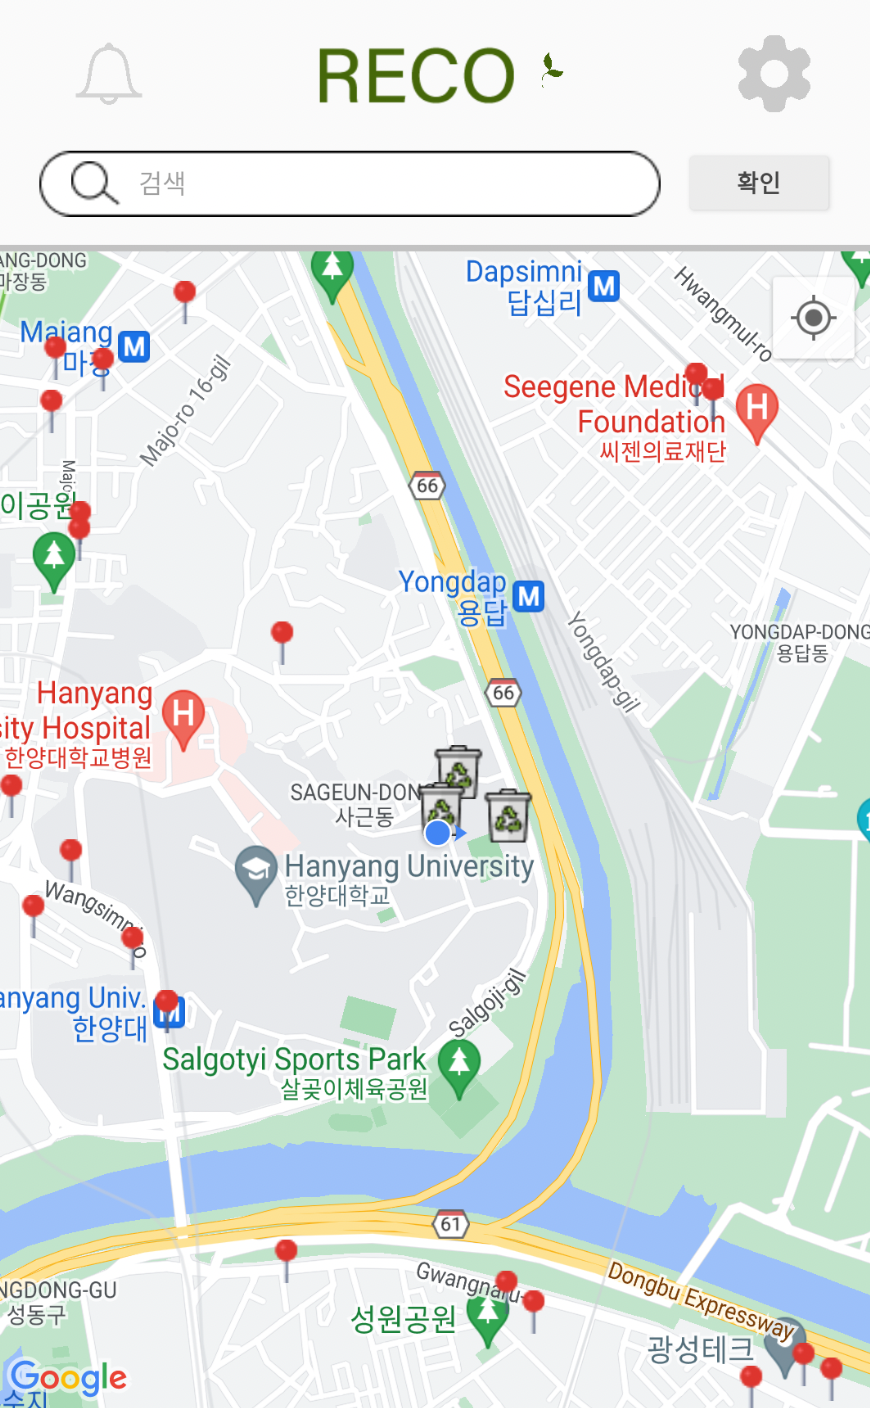 RECO
검색
확인
ANG-DONG
마장동
Dapsimni
답십리
M
Hwangmul-ro
Majang
마장
M
Majo-ro 16-gil
Seegene Medical
Foundation
씨젠의료재단
H
66
Majo
이공원
Yongdap
용답
M
Yongdap-gil
YONGDAP-DONG
용답동
66
Hanyang
sity Hospital
한양대학교병원
H
SAGEUN-DONG
사근동
Hanyang University
한양대학교
Wangsimni-ro
anyang Univ.
한양대
M
Salgoji-gil
Salgotyi Sports Park
살곶이체육공원
61
NGDONG-GU
성동구
Gwangnaru-
Dongbu Expressway
성원공원
광성테크
Google
수지